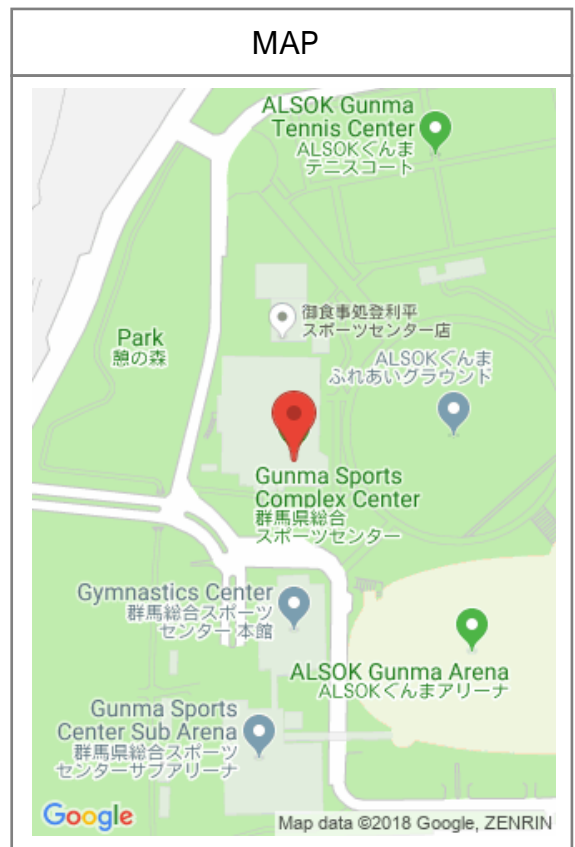 MAP
ALSOK Gunma
Tennis Center
ALSOKぐんま
テニスコート
御食事処登利平
スポーツセンター店
Park
憩の森
ALSOKぐんま
ふれあいグラウンド
Gunma Sports
Complex Center
群馬県総合
スポーツセンター
Gymnastics Center
群馬総合スポーツ
センター 本館
ALSOK Gunma Arena
ALSOKぐんまアリーナ
Gunma Sports
Center Sub Arena
群馬県総合スポーツ
センターサブアリーナ
Google
Map data ©2018 Google, ZENRIN